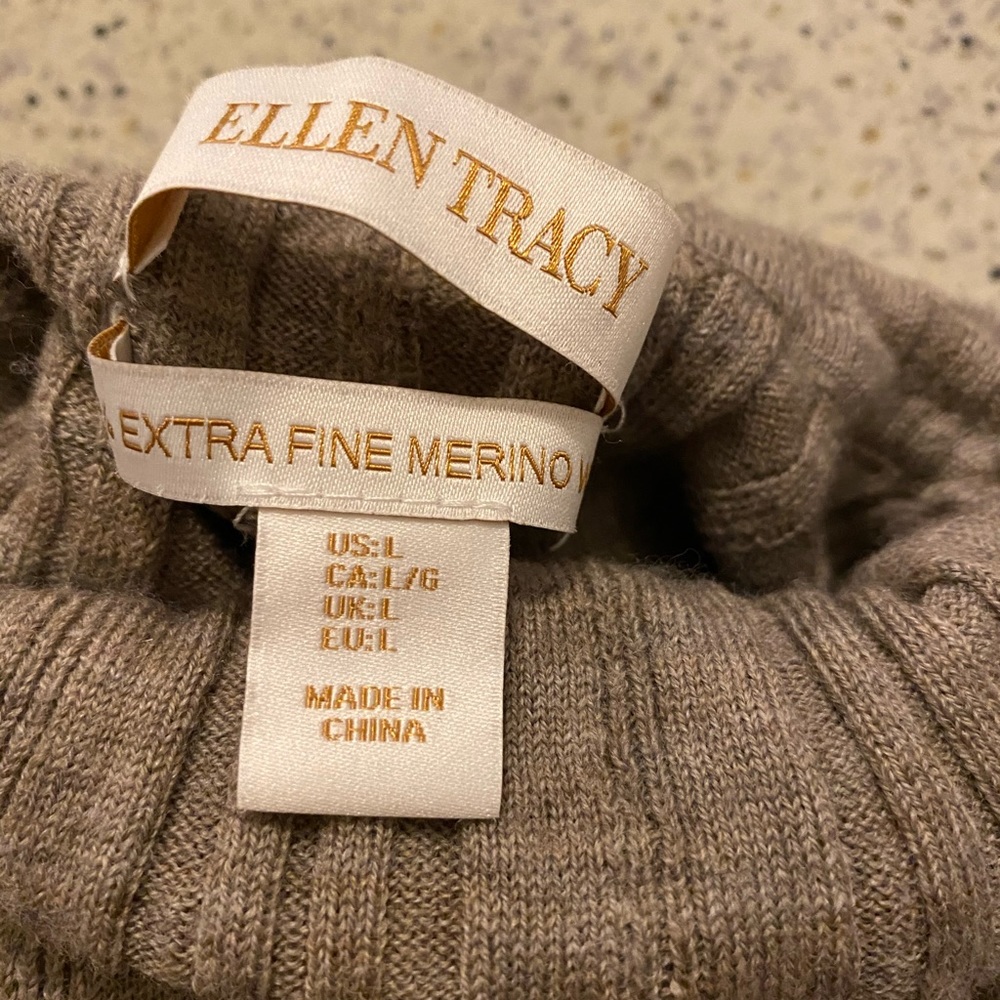 ELLEN TRACY
EXTRA FINE MERINO
US: L
CA: L/G
UK: L
EU: L
MADE IN
CHINA